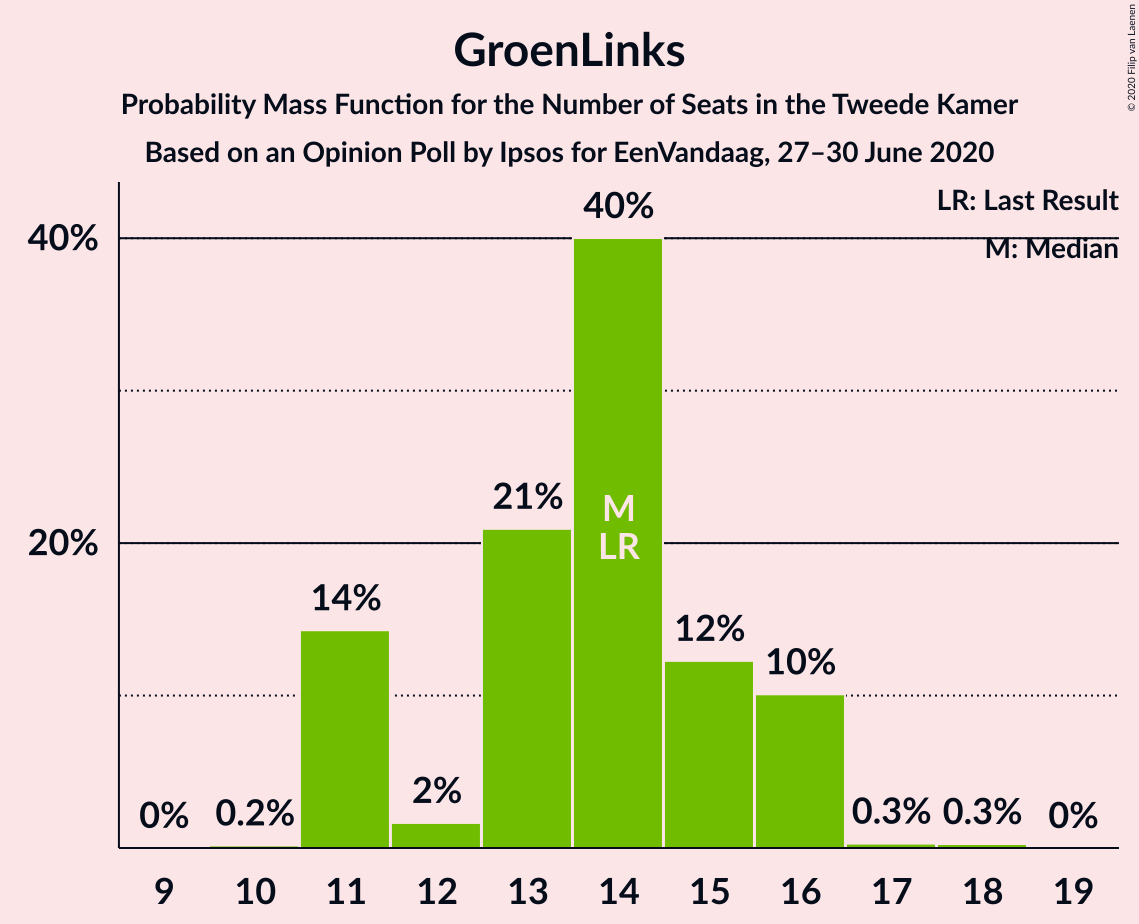 GroenLinks
Probability Mass Function for the Number of Seats in the Tweede Kamer
Based on an Opinion Poll by Ipsos for EenVandaag, 27–30 June 2020
© 2020 Filip van Laenen
LR: Last Result
M: Median
40%
20%
0%
0.2%
14%
2%
21%
40%
M
LR
12%
10%
0.3%
0.3%
0%
9 10 11 12 13 14 15 16 17 18 19